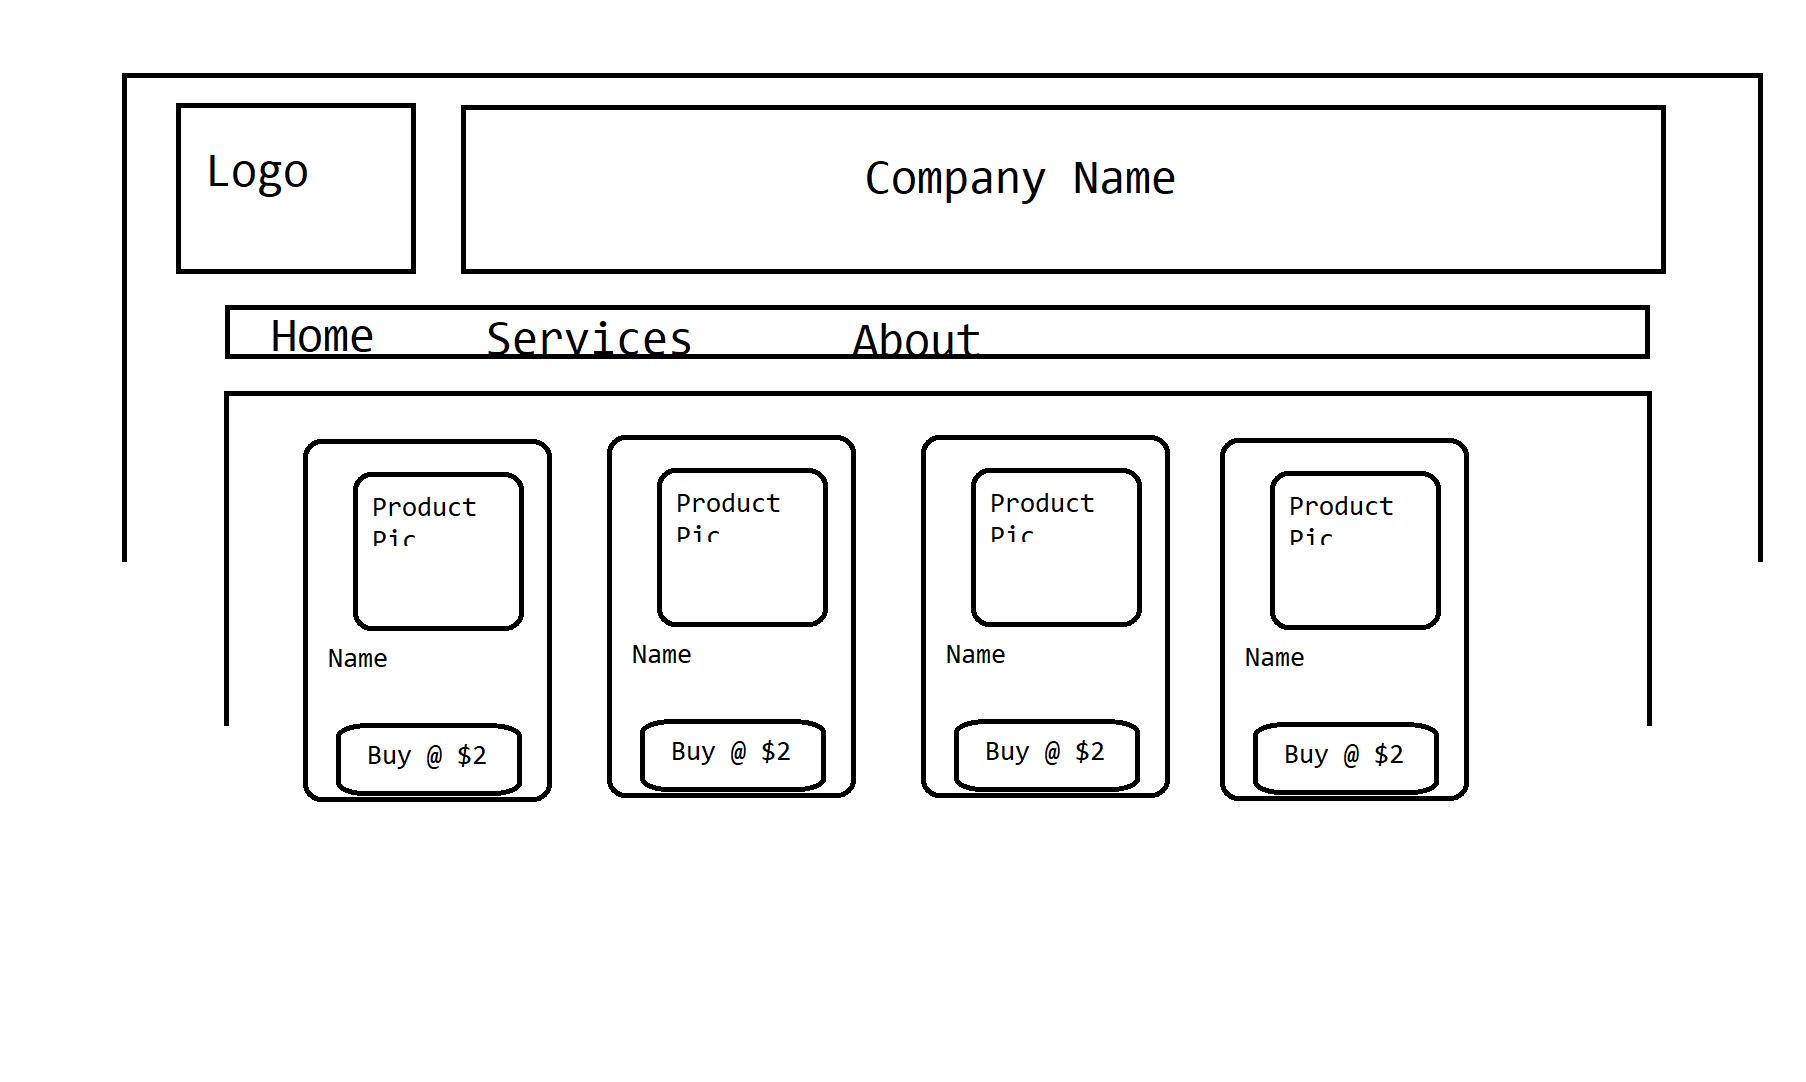 Logo
Company Name
Home Services About
Product Product Product Product
Pic Pic Pic Pic
Name Name Name Name
Buy @ $2 Buy @ $2 Buy @ $2 Buy @ $2